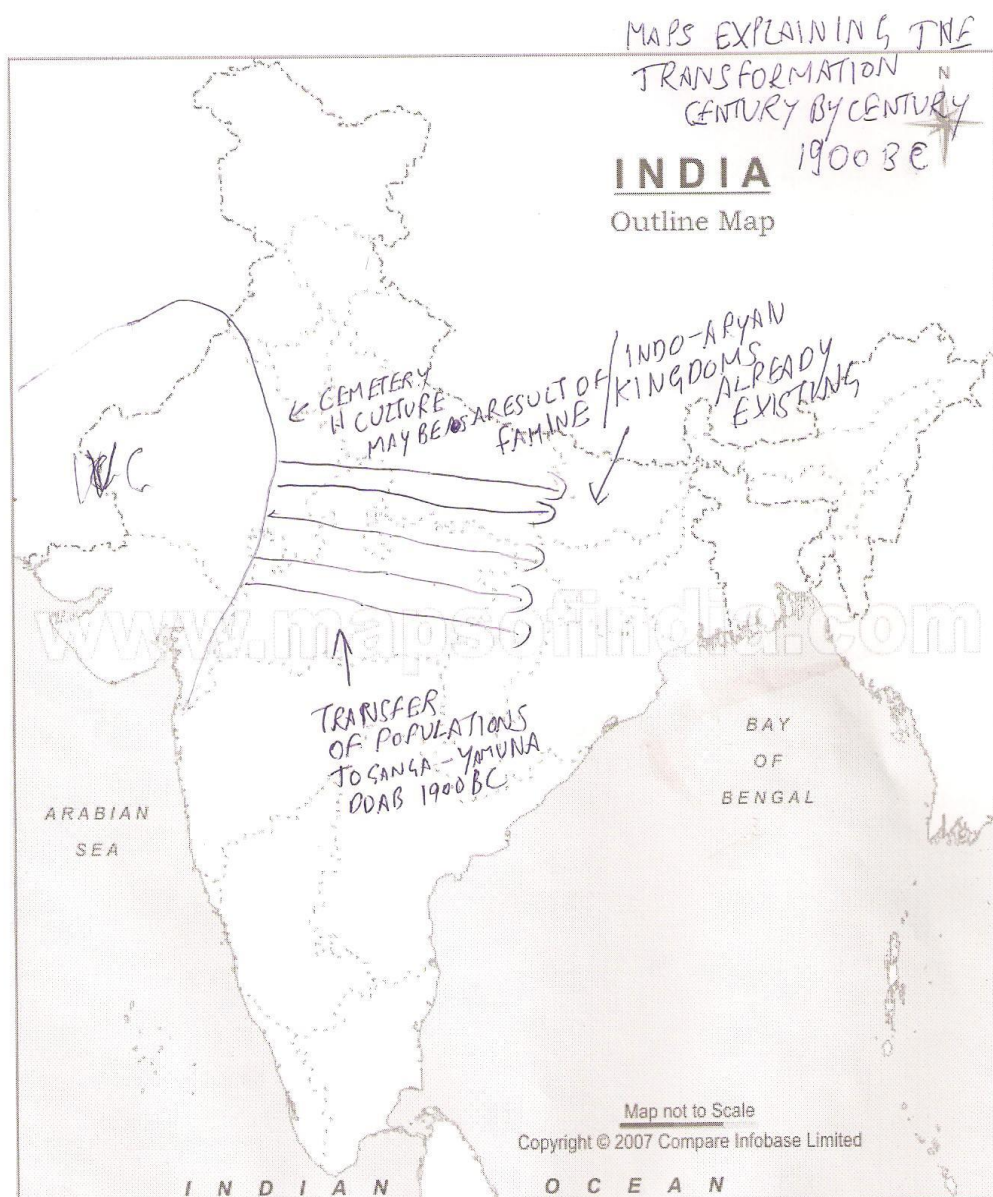 MAPS EXPLAINING THE
TRANSFORMATION
CENTURY BY CENTURY
1900 BC
N
INDIA
Outline Map
INDO-ARYAN
KINGDOMS
ALREADY
EXISTING
CEMETERY
H CULTURE
MAY BE AS A RESULT OF
FAMINE
IVC
www.mapsofindia.com
TRANSFER
OF POPULATIONS
TO GANGA-YAMUNA
DOAB 1900 BC
ARABIAN
SEA
BAY
OF
BENGAL
Map not to Scale
Copyright © 2007 Compare Infobase Limited
INDIAN OCEAN